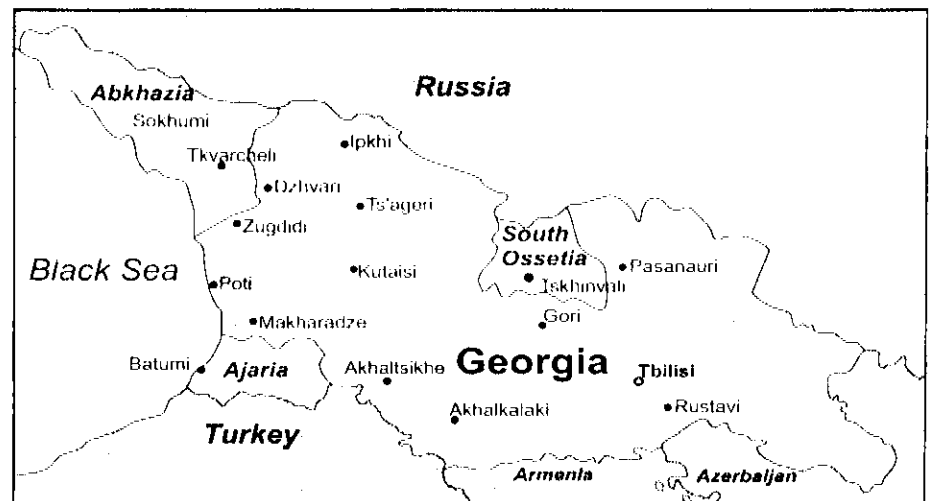 Russia
Abkhazia
Sokhumi
Ipkhi
Tkvarcheli
Dzhvari
Ts'ageri
Zugdidi
South
Ossetia
Black Sea
Kutaisi
Pasanauri
Poti
Iskhinvali
Makharadze
Gori
Batumi
Ajaria
Akhaltsikhe
Georgia
Tbilisi
Akhalkalaki
Rustavi
Turkey
Armenia
Azerbaijan